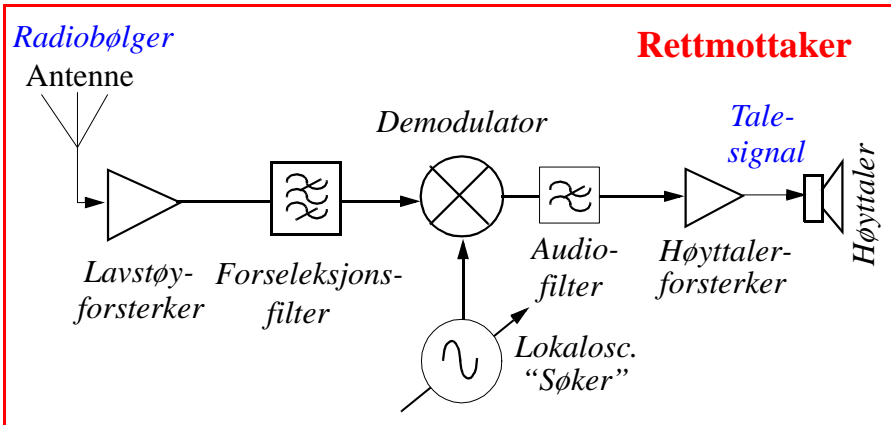 Radiobølger
Rettmottaker
Antenne
Demodulator
Tale-
signal
Høyttaler
Lavstøy-
forsterker
Forseleksjons-
filter
Audio-
filter
Høyttaler-
forsterker
Lokalosc.
“Søker”